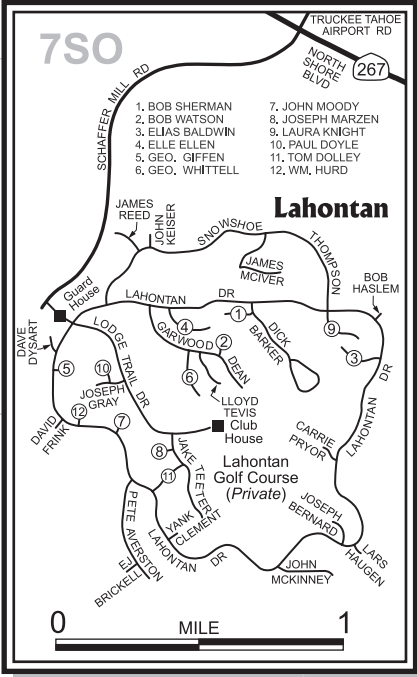 7SO
TRUCKEE TAHOE
AIRPORT RD
NORTH
SHORE
BLVD
267
SCHAFFER MILL RD
1. BOB SHERMAN
2. BOB WATSON
3. ELIAS BALDWIN
4. ELLE ELLEN
5. GEO. GIFFEN
6. GEO. WHITTELL
7. JOHN MOODY
8. JOSEPH MARZEN
9. LAURA KNIGHT
10. PAUL DOYLE
11. TOM DOLLEY
12. WM. HURD
Lahontan
JAMES
REED
JOHN
KEISER
SNOWSHOE
THOMPSON
JAMES
MCIVER
BOB
HASLEM
Guard
House
LAHONTAN DR
DAVE
DYSART
LODGE TRAIL DR
GARWOOD
DEAN
DICK
BARKER
1
2
3
4
5
6
7
8
9
10
11
12
JOSEPH
GRAY
LLOYD
TEVIS
Club
House
LAHONTAN DR
DAVID
FRINK
CARRIE
PRYOR
Lahontan
Golf Course
(Private)
JAKE TEETER
YANK
CLEMENT
JOSEPH
BERNARD
LARS
HAUGEN
PETE AVERSTON
EJ
BRICKELL
LAHONTAN DR
JOHN
MCKINNEY
0 MILE 1